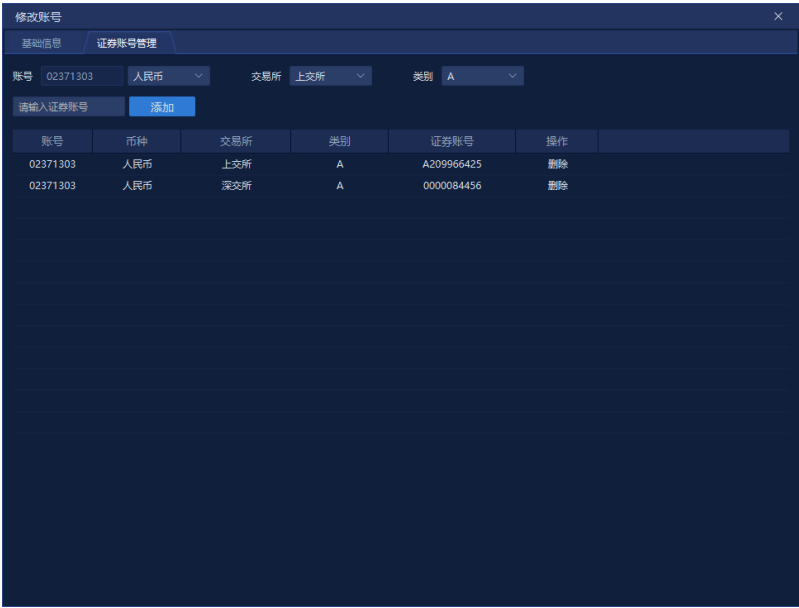 修改账号
基础信息 证券账号管理
账号 02371303 人民币 交易所 上交所 类别 A
请输入证券账号 添加
账号 币种 交易所 类别 证券账号 操作
02371303 人民币 上交所 A A209966425 删除
02371303 人民币 深交所 A 0000084456 删除